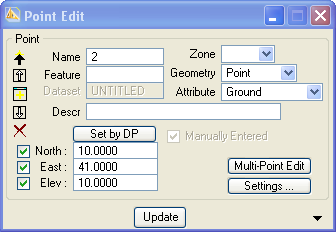 Point Edit
Point
Name 2 Zone
Feature Geometry Point
Dataset UNTITLED Attribute Ground
Descr
Set by DP Manually Entered
North : 10.0000
East : 41.0000 Multi-Point Edit
Elev : 10.0000 Settings ...
Update